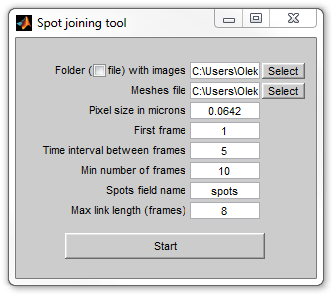 Spot joining tool
Folder ( file) with images C:\Users\Olek Select
Meshes file C:\Users\Olek Select
Pixel size in microns 0.0642
First frame 1
Time interval between frames 5
Min number of frames 10
Spots field name spots
Max link length (frames) 8
Start